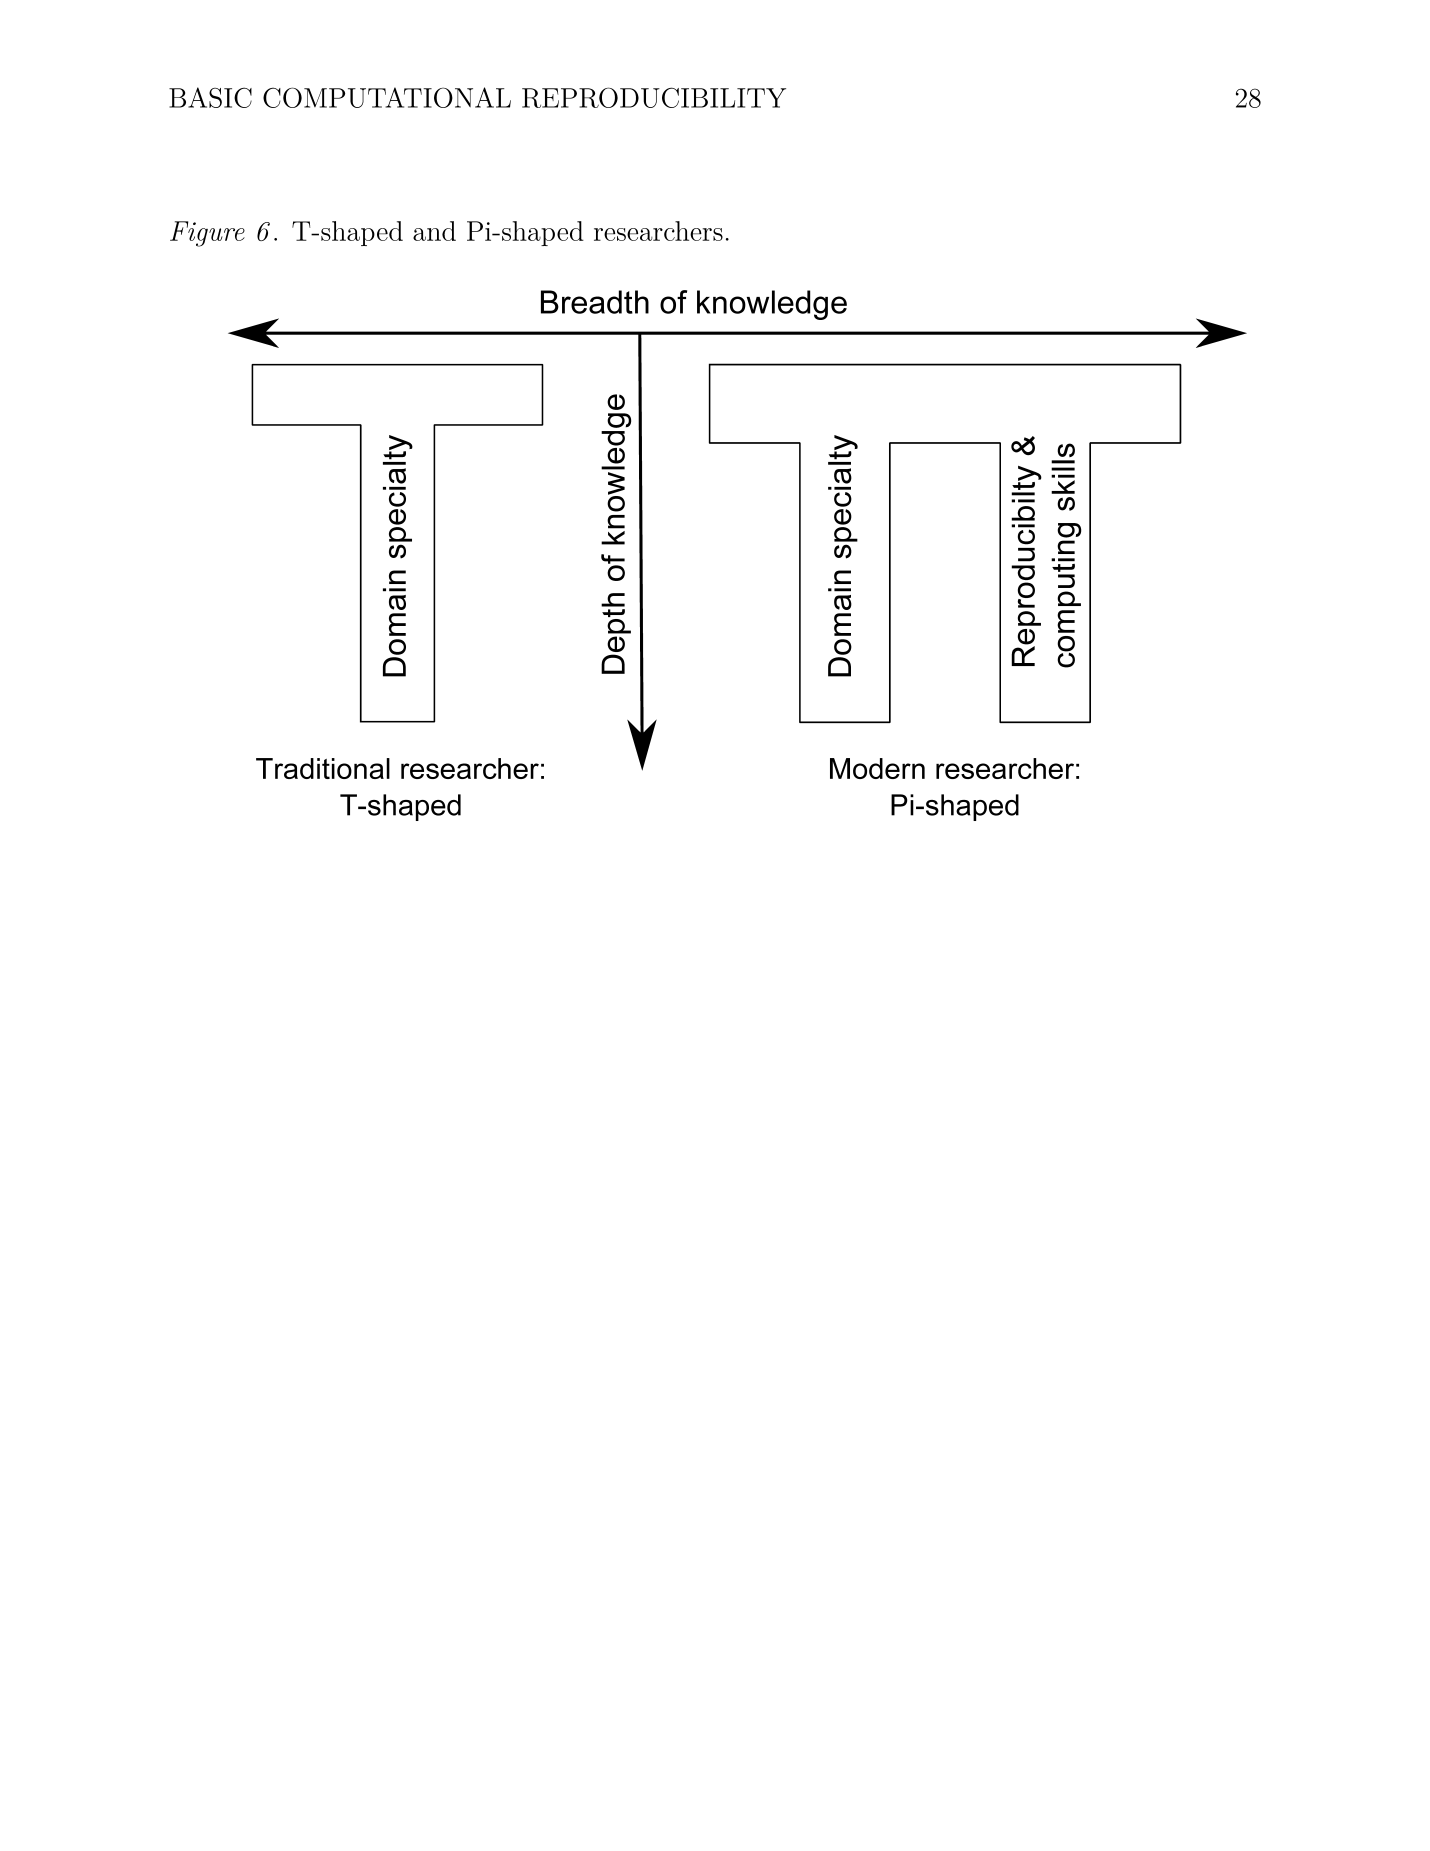 BASIC COMPUTATIONAL REPRODUCIBILITY 28
Figure 6. T-shaped and Pi-shaped researchers.
Breadth of knowledge
Domain specialty
Depth of knowledge
Domain specialty
Reproducibilty &
computing skills
Traditional researcher:
T-shaped
Modern researcher:
Pi-shaped